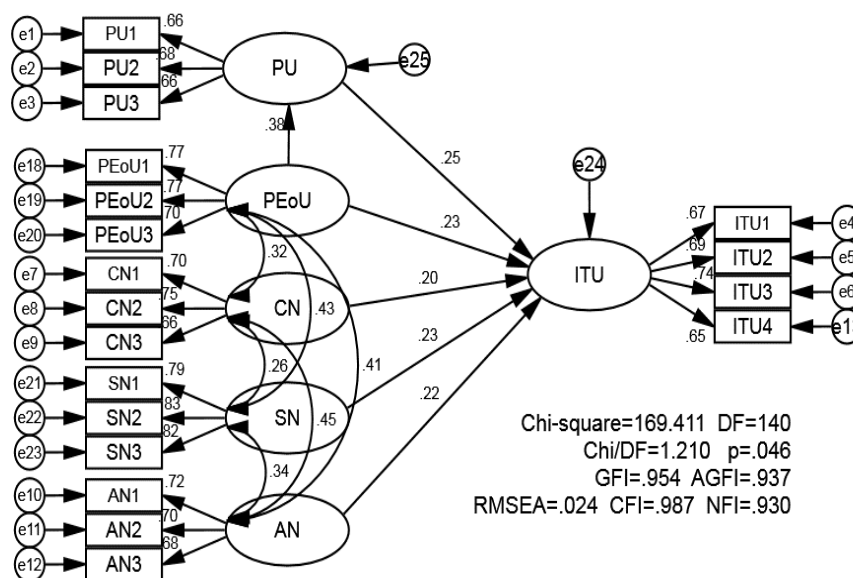 e1 PU1 .66
e2 PU2 .68
e3 PU3 .66
PU
e25
.38
e18 PEoU1 .77
e19 PEoU2 .77
e20 PEoU3 .70
PEoU
.25
.23
e24
.32
e7 CN1 .70
e8 CN2 .75
e9 CN3 .66
CN
.20
.43
ITU
.67 ITU1 e4
.69 ITU2 e5
.74 ITU3 e6
.65 ITU4
.26
.41
.23
e21 SN1 .79
e22 SN2 .83
e23 SN3 .82
SN
.45
.22
.34
e10 AN1 .72
e11 AN2 .70
e12 AN3 .68
AN
Chi-square=169.411 DF=140
Chi/DF=1.210 p=.046
GFI=.954 AGFI=.937
RMSEA=.024 CFI=.987 NFI=.930